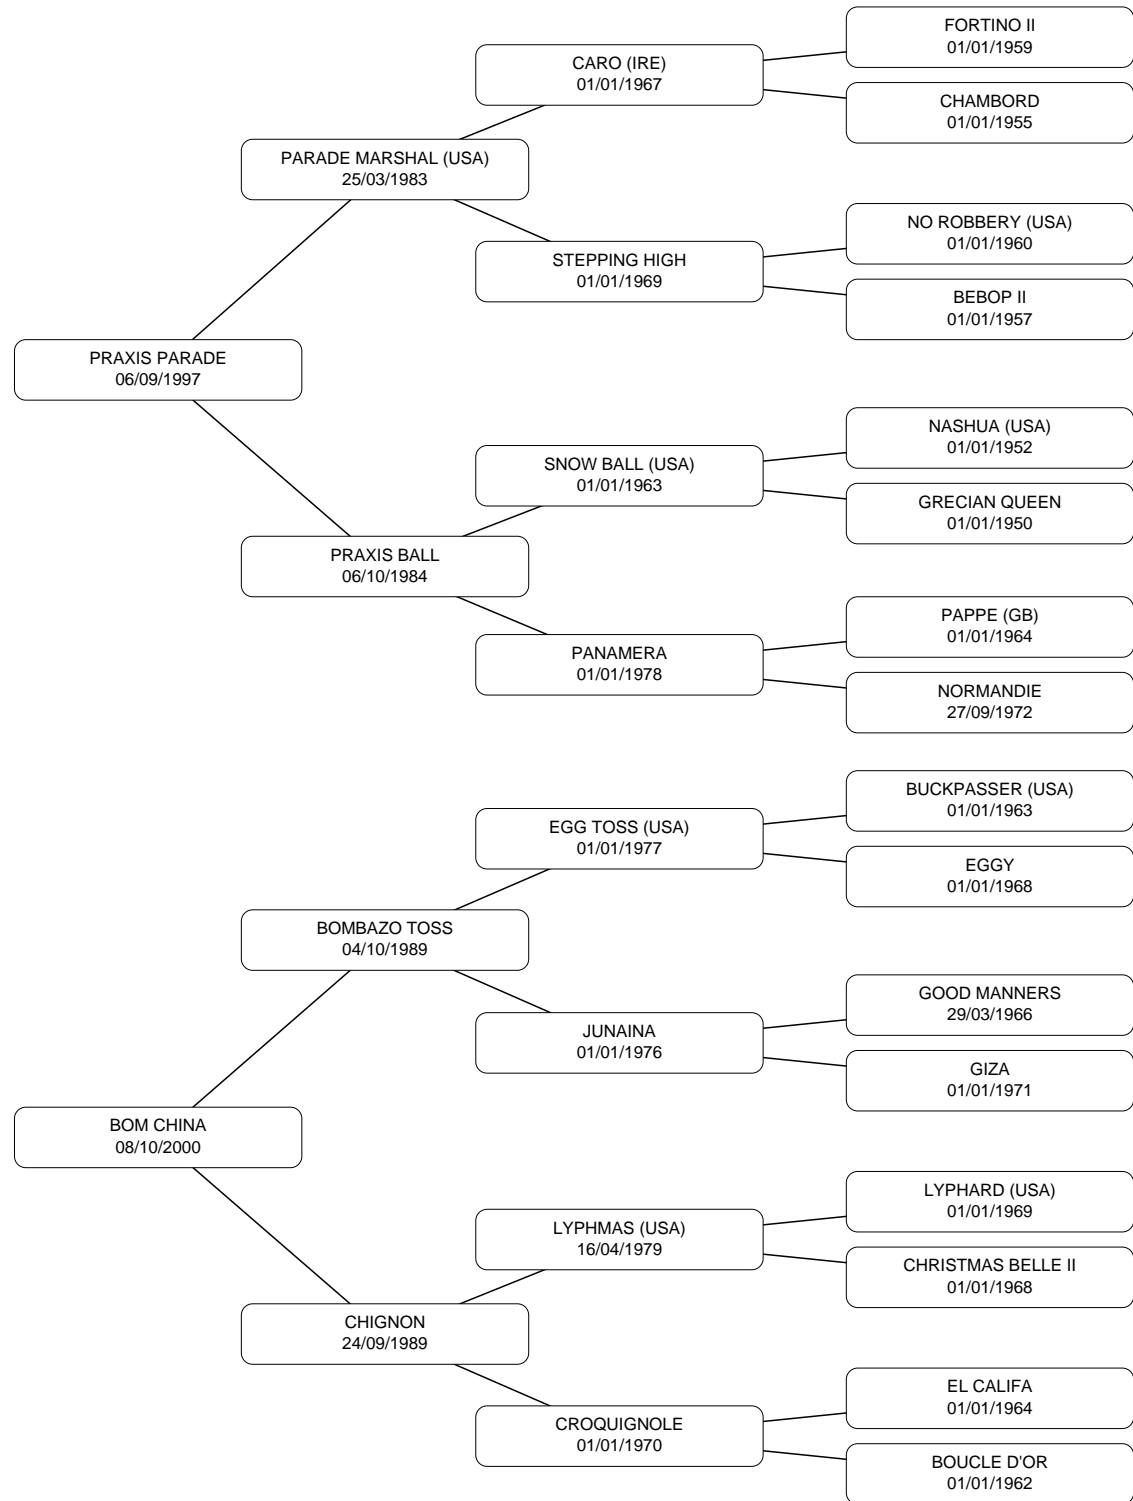 FORTINO II
01/01/1959
CARO (IRE)
01/01/1967
CHAMBORD
01/01/1955
PARADE MARSHAL (USA)
25/03/1983
NO ROBBERY (USA)
01/01/1960
STEPPING HIGH
01/01/1969
BEBOP II
01/01/1957
PRAXIS PARADE
06/09/1997
NASHUA (USA)
01/01/1952
SNOW BALL (USA)
01/01/1963
GRECIAN QUEEN
01/01/1950
PRAXIS BALL
06/10/1984
PAPPE (GB)
01/01/1964
PANAMERA
01/01/1978
NORMANDIE
27/09/1972
BUCKPASSER (USA)
01/01/1963
EGG TOSS (USA)
01/01/1977
EGGY
01/01/1968
BOMBAZO TOSS
04/10/1989
GOOD MANNERS
29/03/1966
JUNAINA
01/01/1976
GIZA
01/01/1971
BOM CHINA
08/10/2000
LYPHARD (USA)
01/01/1969
LYPHMAS (USA)
16/04/1979
CHRISTMAS BELLE II
01/01/1968
CHIGNON
24/09/1989
EL CALIFA
01/01/1964
CROQUIGNOLE
01/01/1970
BOUCLE D'OR
01/01/1962